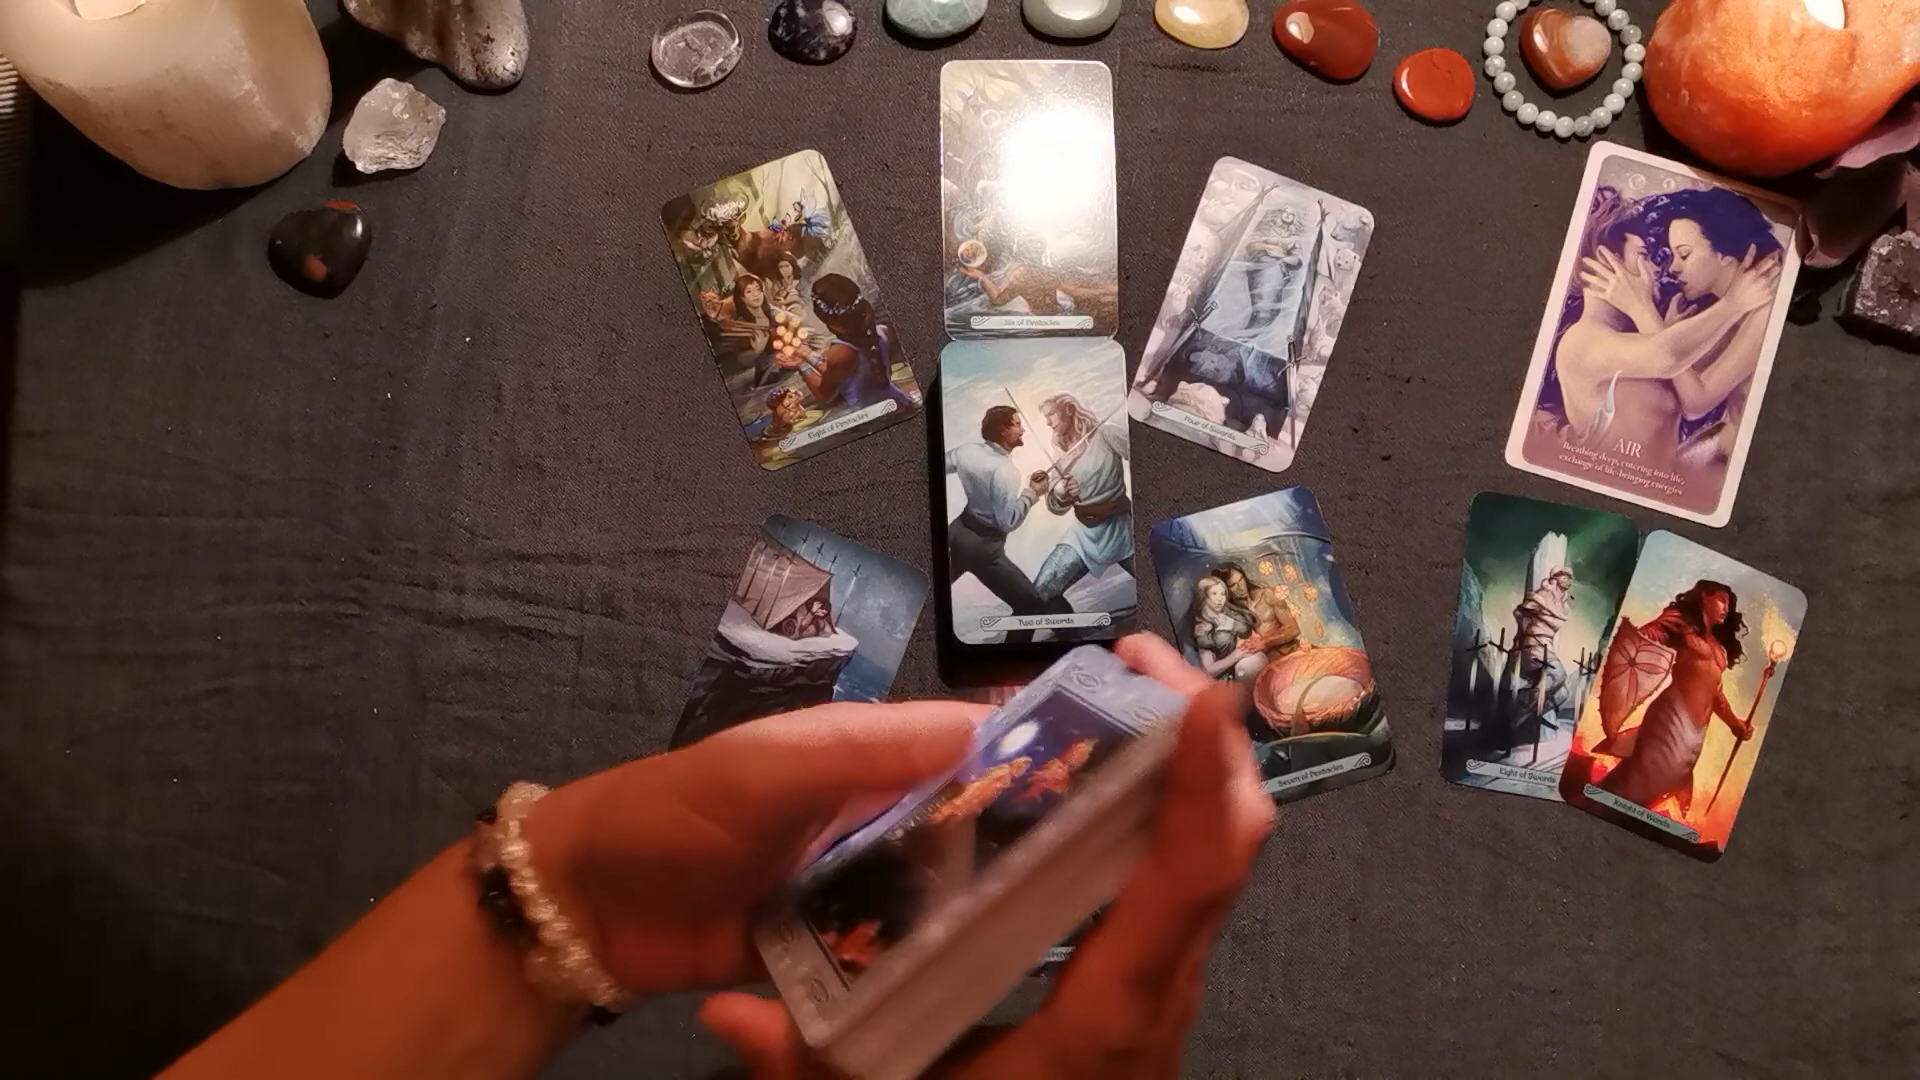 Six of Pentacles
Eight of Pentacles
Four of Swords
AIR
Breathing deep, entering into life,
exchange of life-bringing energies
Two of Swords
Seven of Pentacles
Eight of Swords
Knight of Wands